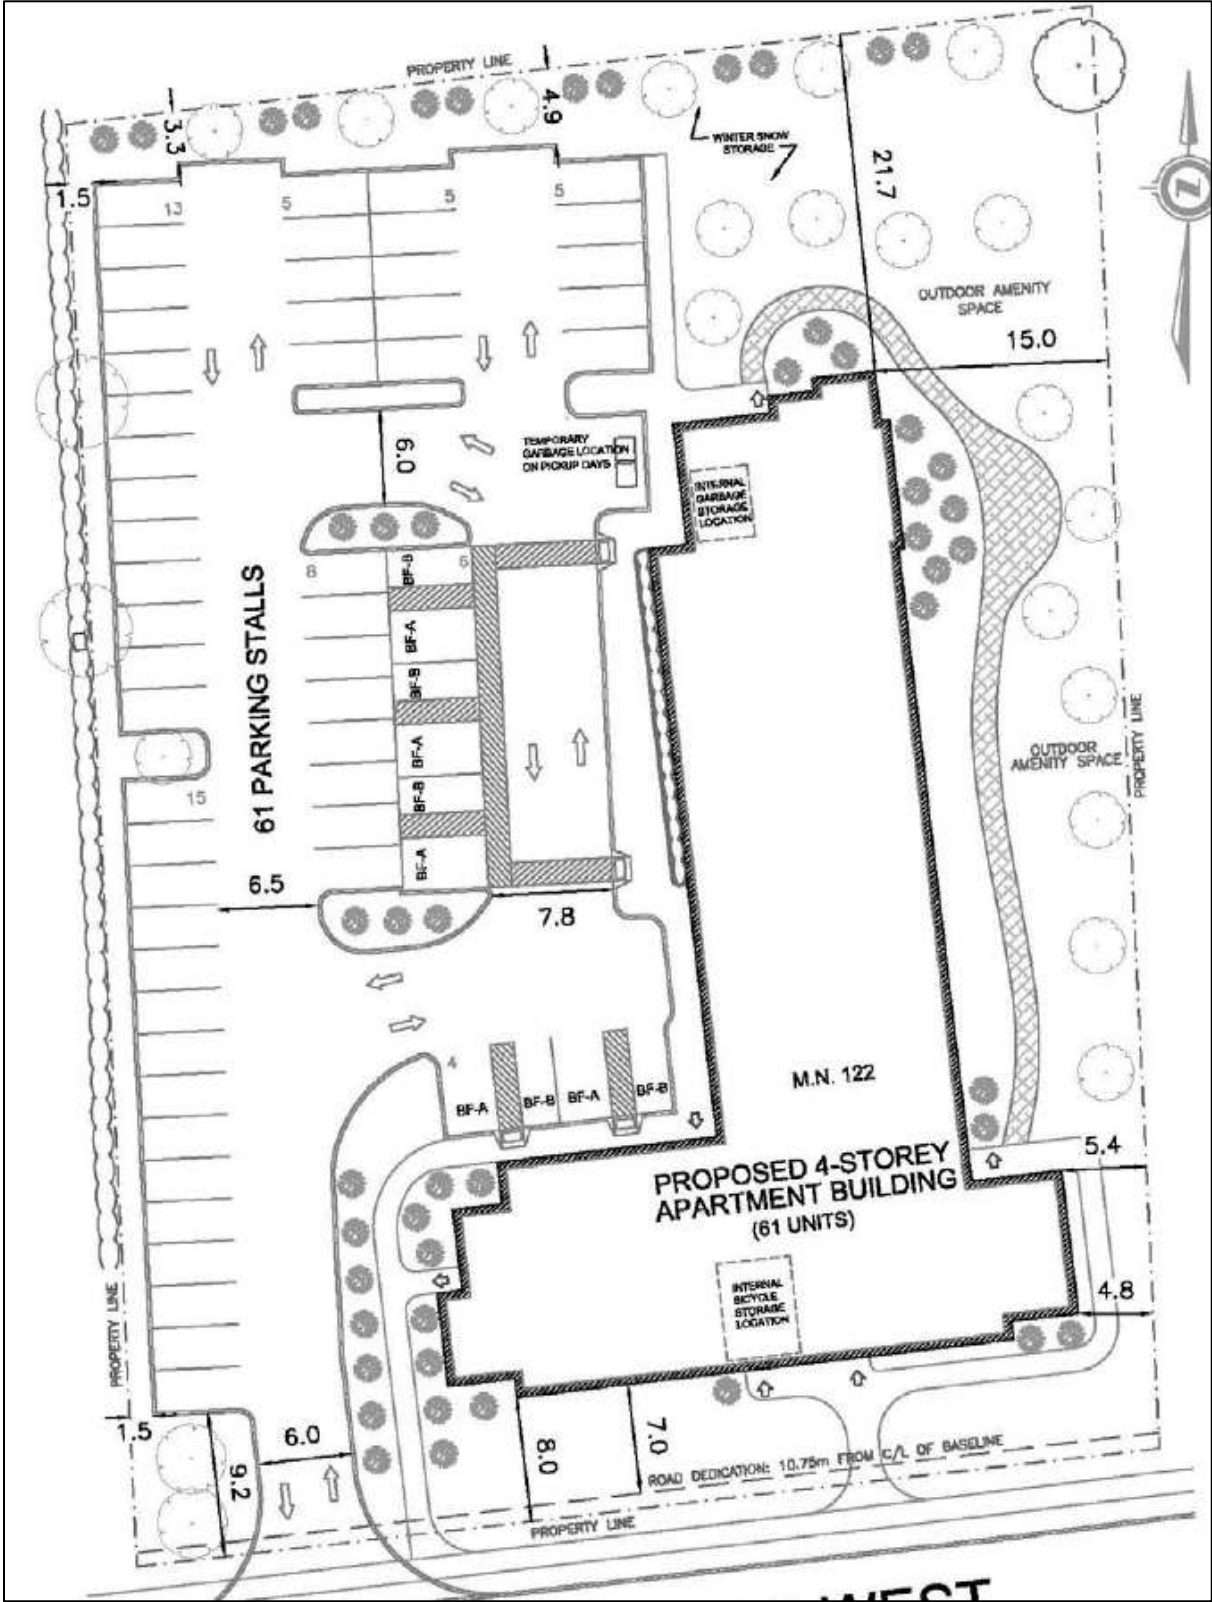 PROPERTY LINE
4.9
3.3
WINTER SNOW
STORAGE
21.7
1.5
13
5
5
5
OUTDOOR AMENITY
SPACE
15.0
6.0
TEMPORARY
GARBAGE LOCATION
ON PICKUP DAYS
INTERNAL
GARBAGE
STORAGE
LOCATION
8
BF-B
6
BF-A
BF-B
BF-A
BF-B
BF-A
61 PARKING STALLS
15
OUTDOOR
AMENITY SPACE
PROPERTY LINE
6.5
7.8
4
BF-A
BF-B
BF-A
BF-B
M.N. 122
PROPOSED 4-STOREY
APARTMENT BUILDING
(61 UNITS)
5.4
4.8
INTERNAL
BICYCLE
STORAGE
LOCATION
PROPERTY LINE
1.5
9.2
6.0
8.0
7.0
ROAD DEDICATION: 10.75m FROM C/L OF BASELINE
PROPERTY LINE
WEST
Z